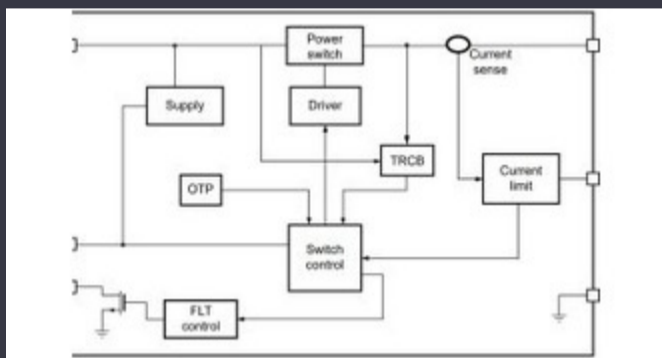 Power
switch
Current
sense
Supply
Driver
TRCB
Current
limit
OTP
Switch
control
FLT
control